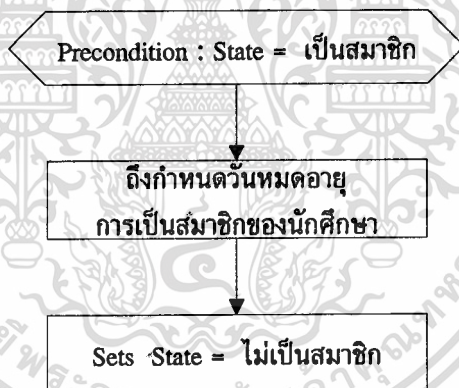 Precondition : State = เป็นสมาชิก
ถึงกำหนดวันหมดอายุ
การเป็นสมาชิกของนักศึกษา
Sets State = ไม่เป็นสมาชิก